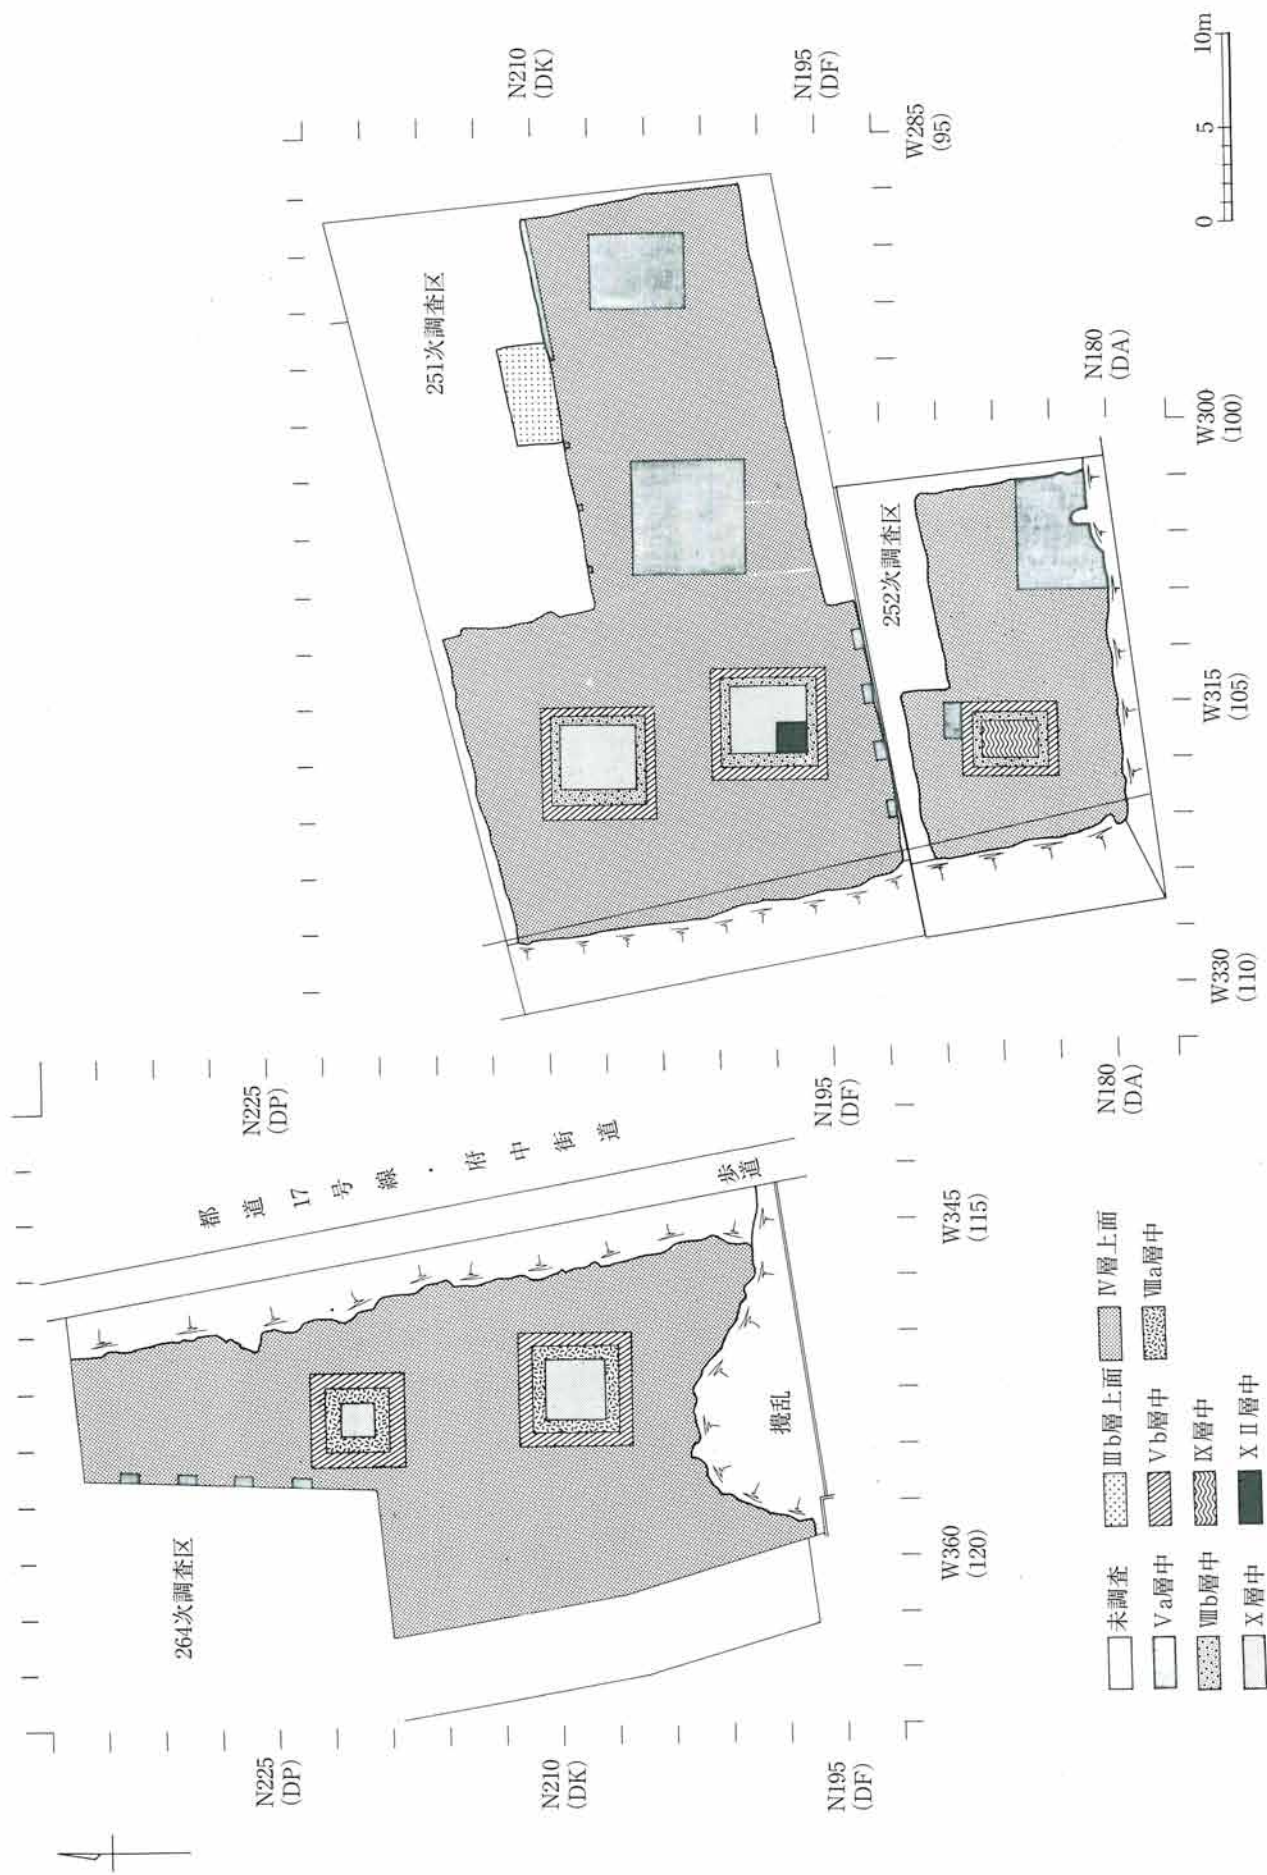 N225
(DP)
N210
(DK)
N195
(DF)
264次調査区
W360
(120)
W345
(115)
攪乱
歩道
都道17号線・府中街道
N225
(DP)
N195
(DF)
N180
(DA)
W330
(110)
W315
(105)
W300
(100)
W285
(95)
251次調査区
252次調査区
N210
(DK)
N195
(DF)
N180
(DA)
0 5 10m
未調査
Ⅲb層上面
Ⅳ層上面
Ⅴa層中
Ⅴb層中
Ⅷa層中
Ⅷb層中
Ⅸ層中
Ⅹ層中
ⅩⅡ層中